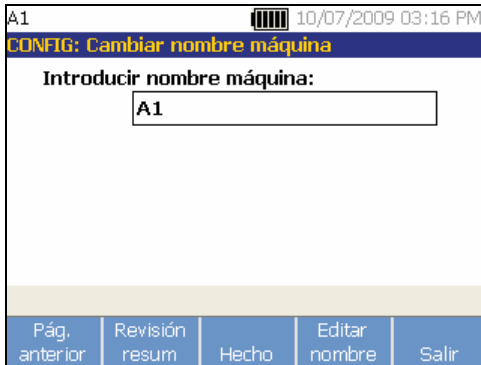 A1 10/07/2009 03:16 PM
CONFIG: Cambiar nombre máquina
Introducir nombre máquina:
A1
Pág. anterior
Revisión resum
Hecho
Editar nombre
Salir